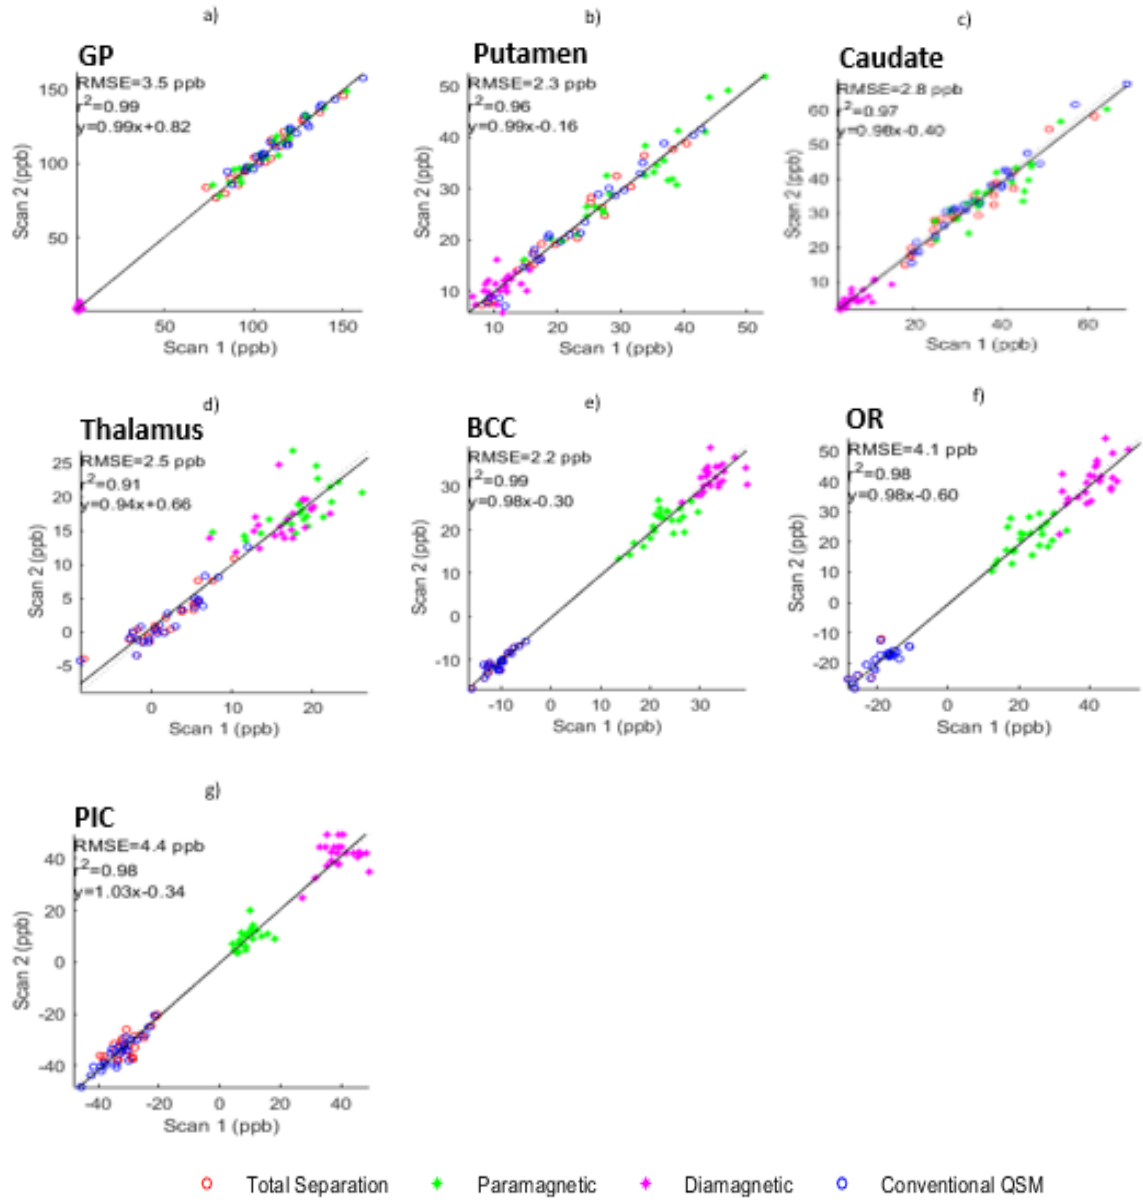 a)
GP
RMSE=3.5 ppb
r²=0.99
y=0.99x+0.82
150
100
50
Scan 2 (ppb)
50 100 150
Scan 1 (ppb)
b)
Putamen
RMSE=2.3 ppb
r²=0.96
y=0.99x-0.16
50
40
30
20
10
Scan 2 (ppb)
10 20 30 40 50
Scan 1 (ppb)
c)
Caudate
RMSE=2.8 ppb
r²=0.97
y=0.98x-0.40
60
50
40
30
20
10
Scan 2 (ppb)
20 40 60
Scan 1 (ppb)
d)
Thalamus
RMSE=2.5 ppb
r²=0.91
y=0.94x+0.66
25
20
15
10
5
0
-5
Scan 2 (ppb)
0 10 20
Scan 1 (ppb)
e)
BCC
RMSE=2.2 ppb
r²=0.99
y=0.98x-0.30
30
20
10
0
-10
Scan 2 (ppb)
-10 0 10 20 30
Scan 1 (ppb)
f)
OR
RMSE=4.1 ppb
r²=0.98
y=0.98x-0.60
50
40
30
20
10
0
-10
-20
Scan 2 (ppb)
-20 0 20 40
Scan 1 (ppb)
g)
PIC
RMSE=4.4 ppb
r²=0.98
y=1.03x-0.34
40
20
0
-20
-40
Scan 2 (ppb)
-40 -20 0 20 40
Scan 1 (ppb)
Total Separation Paramagnetic Diamagnetic Conventional QSM